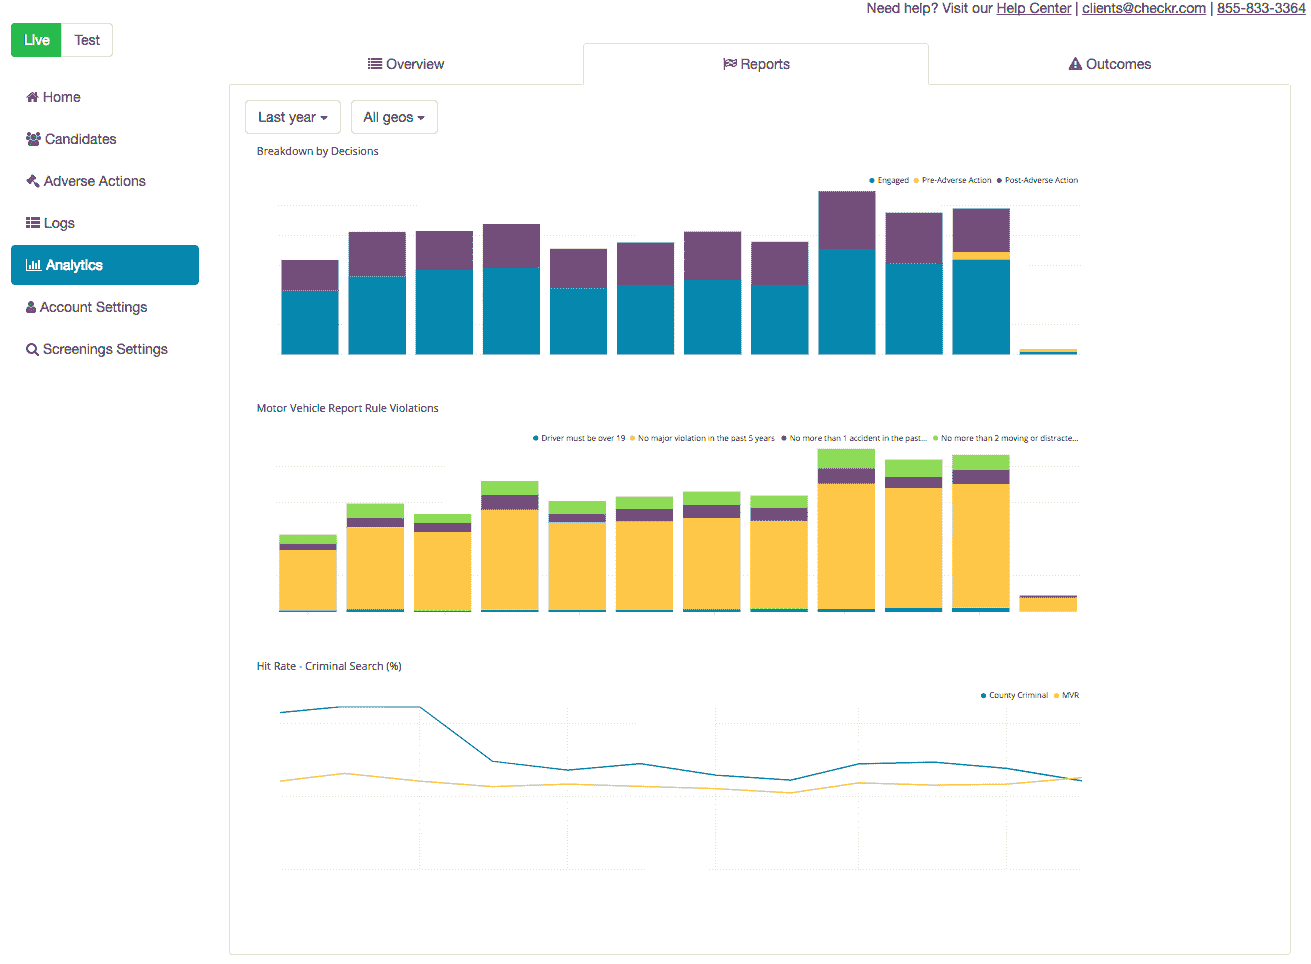 Need help? Visit our Help Center | clients@checkr.com | 855-833-3364
Live Test
Overview Reports Outcomes
Home
Candidates
Adverse Actions
Logs
Analytics
Account Settings
Screenings Settings
Last year All geos
Breakdown by Decisions
Engaged Pre-Adverse Action Post-Adverse Action
Motor Vehicle Report Rule Violations
Driver must be over 19 No major violation in the past 5 years No more than 1 accident in the past... No more than 2 moving or distracte...
Hit Rate - Criminal Search (%)
County Criminal MVR